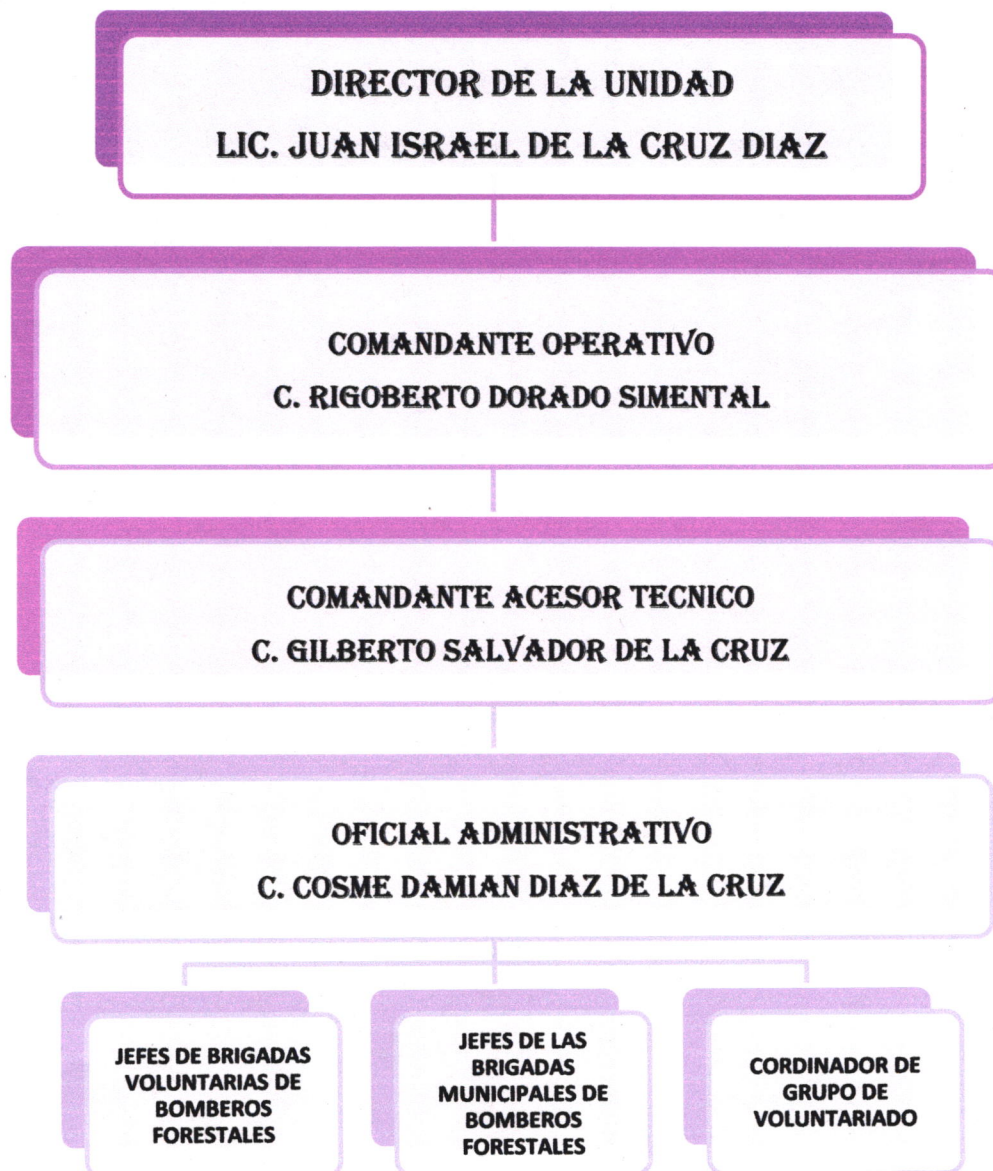 DIRECTOR DE LA UNIDAD
LIC. JUAN ISRAEL DE LA CRUZ DIAZ
COMANDANTE OPERATIVO
C. RIGOBERTO DORADO SIMENTAL
COMANDANTE ACESOR TECNICO
C. GILBERTO SALVADOR DE LA CRUZ
OFICIAL ADMINISTRATIVO
C. COSME DAMIAN DIAZ DE LA CRUZ
JEFES DE BRIGADAS
VOLUNTARIAS DE
BOMBEROS
FORESTALES
JEFES DE LAS
BRIGADAS
MUNICIPALES DE
BOMBEROS
FORESTALES
CORDINADOR DE
GRUPO DE
VOLUNTARIADO